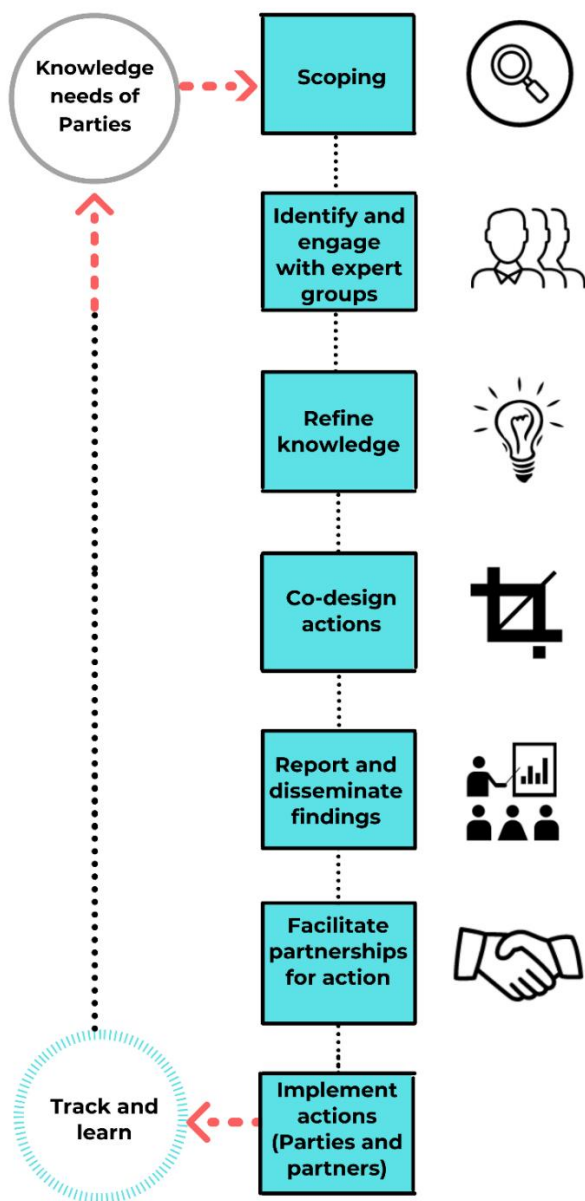 Knowledge
needs of
Parties
Scoping
Identify and
engage
with expert
groups
Refine
knowledge
Co-design
actions
Report and
disseminate
findings
Facilitate
partnerships
for action
Implement
actions
(Parties and
partners)
Track and
learn